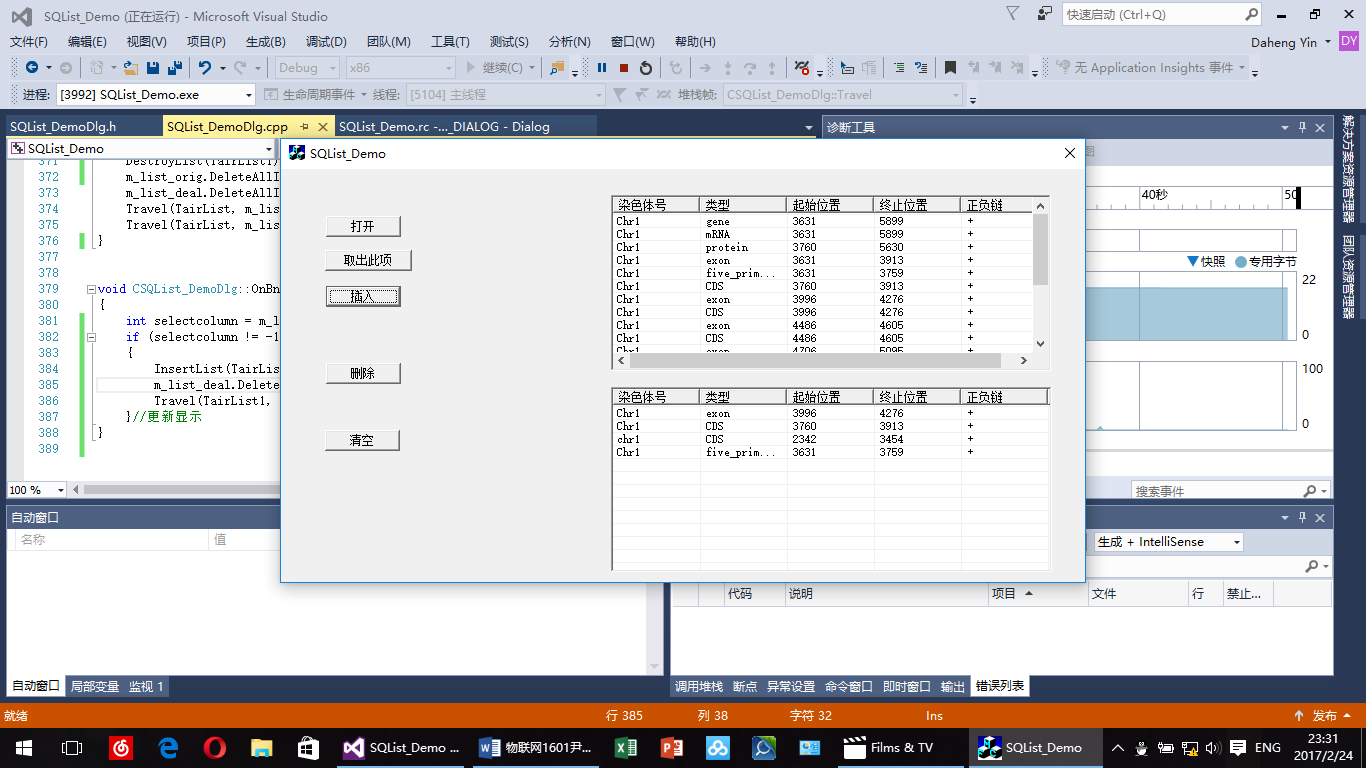 SQList_Demo (正在运行) - Microsoft Visual Studio
快速启动 (Ctrl+Q)
文件(F) 编辑(E) 视图(V) 项目(P) 生成(B) 调试(D) 团队(M) 工具(T) 测试(S) 分析(N) 窗口(W) 帮助(H)
Daheng Yin DY
Debug x86 继续(C) 无 Application Insights 事件
进程: [3992] SQList_Demo.exe 生命周期事件 线程: [5104] 主线程 堆栈帧: CSQList_DemoDlg::Travel
SQList_DemoDlg.h SQList_DemoDlg.cpp SQList_Demo.rc -..._DIALOG - Dialog
诊断工具
解决方案资源管理器
团队资源管理器
SQList_Demo
371 DestroyList(TairList1)
372 m_list_orig.DeleteAllI
373 m_list_deal.DeleteAllI
374 Travel(TairList, m_lis
375 Travel(TairList, m_lis
376 }
377
378
379 void CSQList_DemoDlg::OnBn
380 {
381 int selectcolumn = m_l
382 if (selectcolumn != -1
383 {
384 InsertList(TairList
385 m_list_deal.Delete
386 Travel(TairList1,
387 }//更新显示
388 }
389
100 %
SQList_Demo
打开
取出此项
插入
删除
清空
染色体号 类型 起始位置 终止位置 正负链
Chr1 gene 3631 5899 +
Chr1 mRNA 3631 5899 +
Chr1 protein 3760 5630 +
Chr1 exon 3631 3913 +
Chr1 five_prim... 3631 3759 +
Chr1 CDS 3760 3913 +
Chr1 exon 3996 4276 +
Chr1 CDS 3996 4276 +
Chr1 exon 4486 4605 +
Chr1 CDS 4486 4605 +
Chr1 exon 4706 5095 +
染色体号 类型 起始位置 终止位置 正负链
Chr1 exon 3996 4276 +
Chr1 CDS 3760 3913 +
chr1 CDS 2342 3454 +
Chr1 five_prim... 3631 3759 +
40秒 50
快照 专用字节
22
0
100
0
搜索事件
自动窗口
名称 值
生成 + IntelliSense
代码 说明 项目 文件 行 禁止...
自动窗口 局部变量 监视 1
调用堆栈 断点 异常设置 命令窗口 即时窗口 输出 错误列表
就绪 行 385 列 38 字符 32 Ins 发布
SQList_Demo ... 物联网1601尹... Films & TV SQList_Demo ENG 23:31
2017/2/24